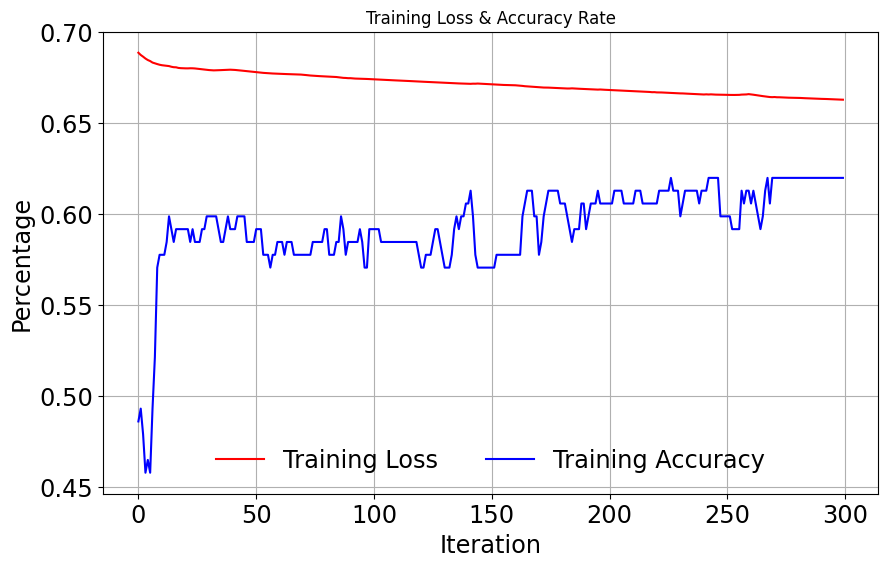 Training Loss & Accuracy Rate
0.70
0.65
0.60
0.55
0.50
0.45
Percentage
Training Loss Training Accuracy
0 50 100 150 200 250 300
Iteration